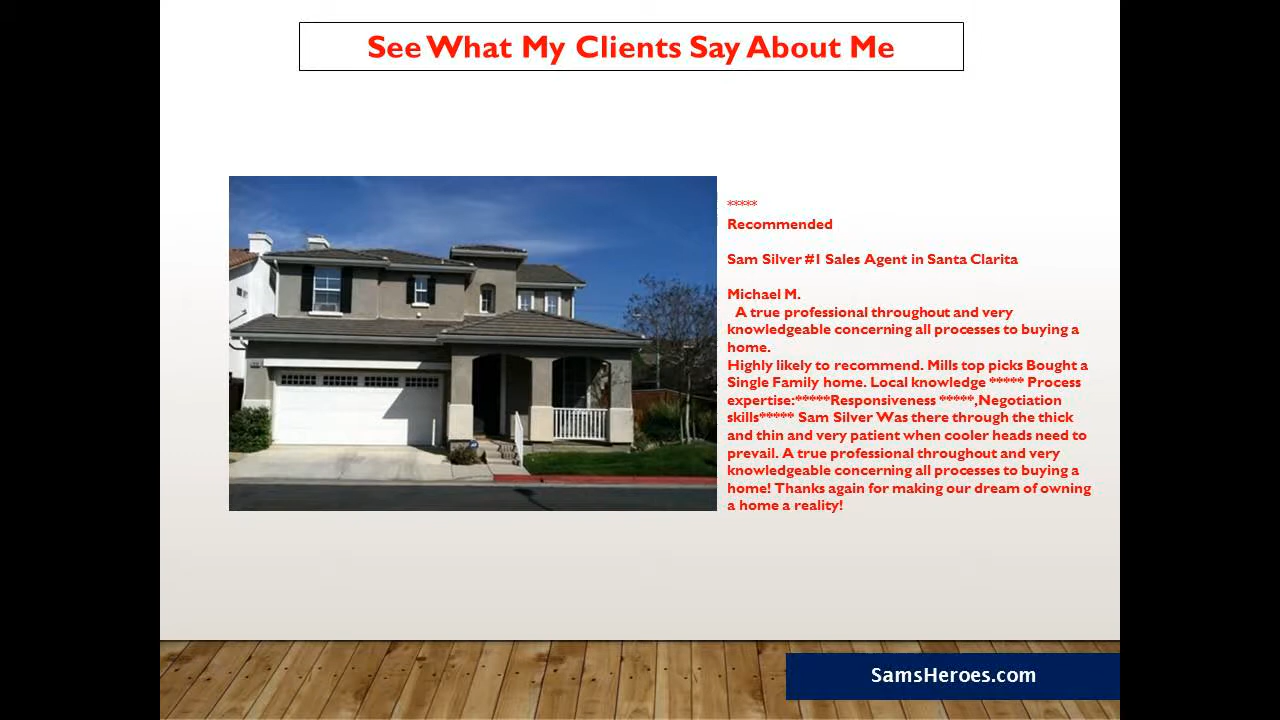 See What My Clients Say About Me
*****
Recommended
Sam Silver #1 Sales Agent in Santa Clarita
Michael M.
A true professional throughout and very
knowledgeable concerning all processes to buying a
home.
Highly likely to recommend. Mills top picks Bought a
Single Family home. Local knowledge ***** Process
expertise:*****Responsiveness *****,Negotiation
skills***** Sam Silver Was there through the thick
and thin and very patient when cooler heads need to
prevail. A true professional throughout and very
knowledgeable concerning all processes to buying a
home! Thanks again for making our dream of owning
a home a reality!
SamsHeroes.com